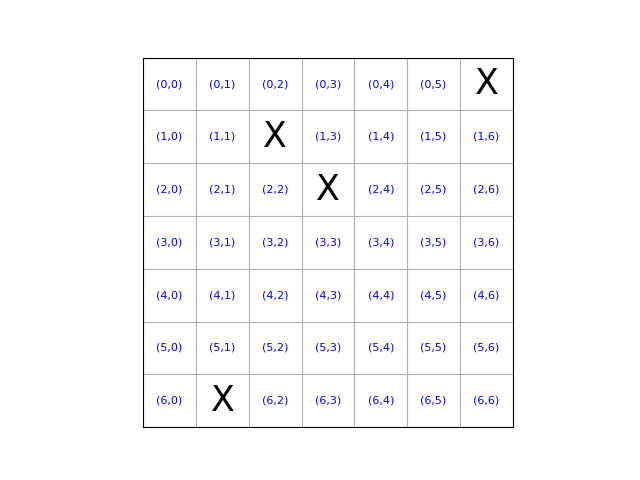 (0,0) (0,1) (0,2) (0,3) (0,4) (0,5) X
(1,0) (1,1) X (1,3) (1,4) (1,5) (1,6)
(2,0) (2,1) (2,2) X (2,4) (2,5) (2,6)
(3,0) (3,1) (3,2) (3,3) (3,4) (3,5) (3,6)
(4,0) (4,1) (4,2) (4,3) (4,4) (4,5) (4,6)
(5,0) (5,1) (5,2) (5,3) (5,4) (5,5) (5,6)
(6,0) X (6,2) (6,3) (6,4) (6,5) (6,6)